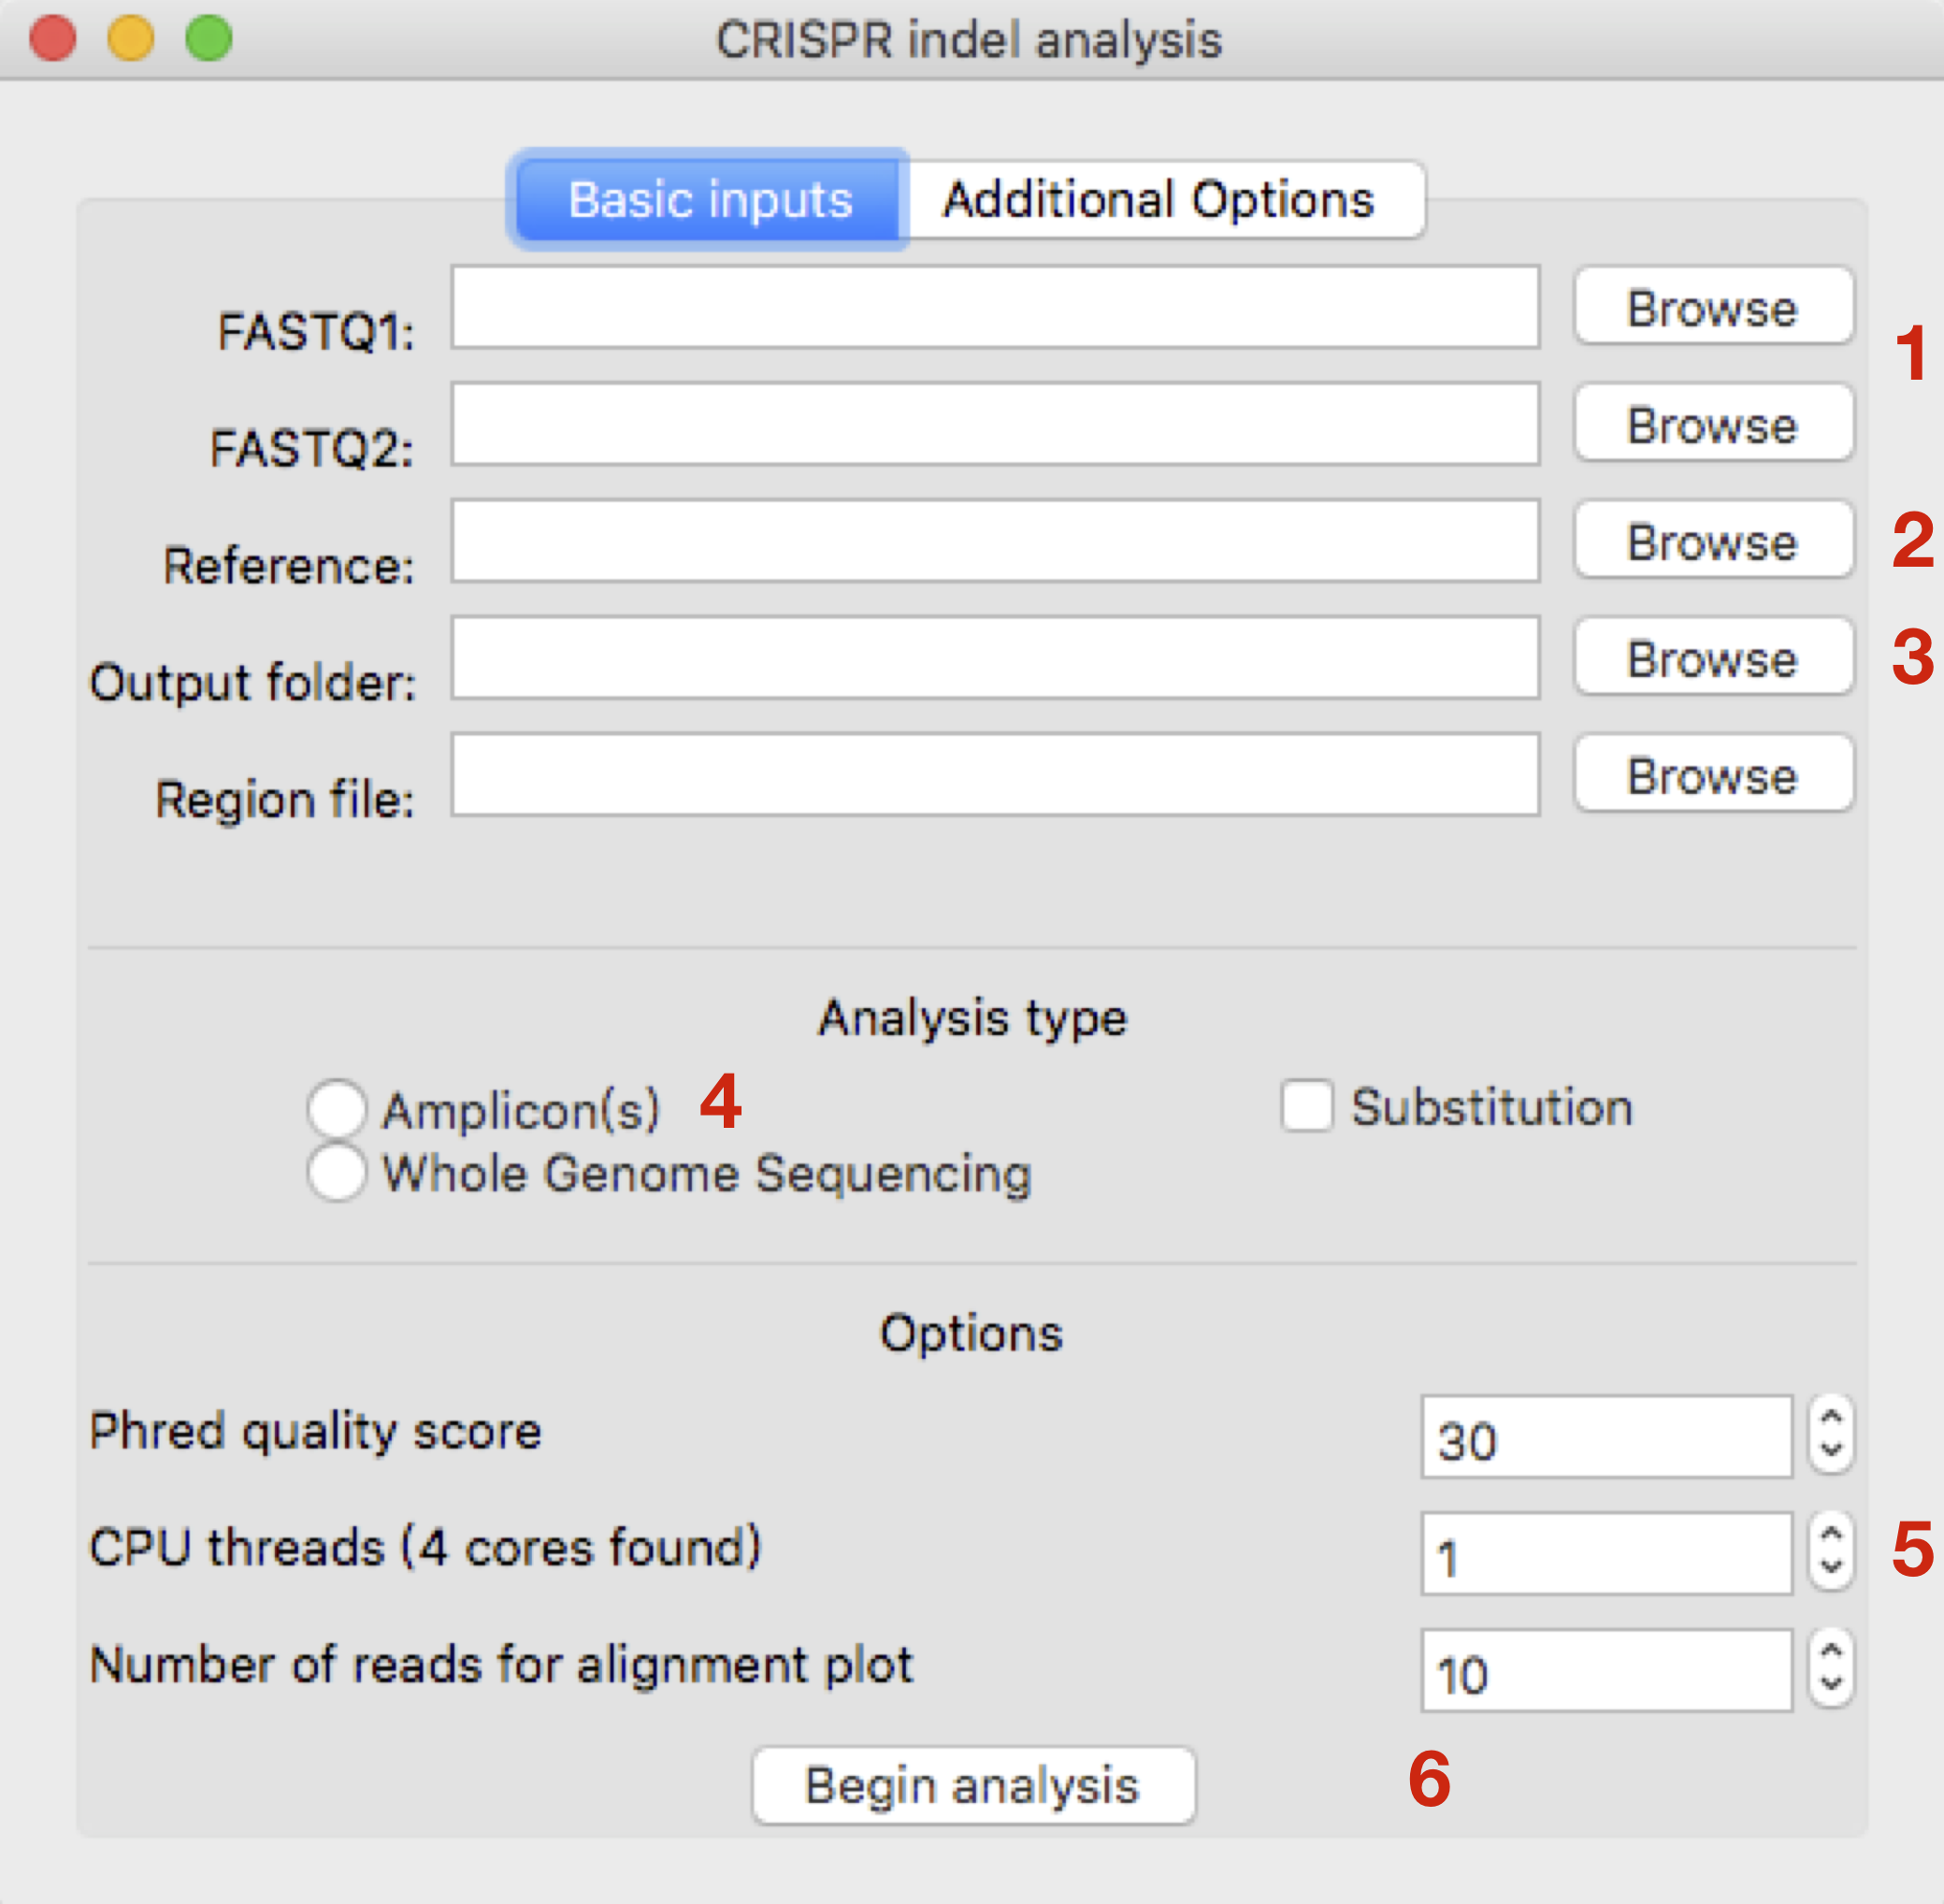 CRISPR indel analysis
Basic inputs Additional Options
FASTQ1: Browse
1
FASTQ2: Browse
Reference: Browse 2
Output folder: Browse 3
Region file: Browse
Analysis type
Amplicon(s) 4 Substitution
Whole Genome Sequencing
Options
Phred quality score 30
CPU threads (4 cores found) 1 5
Number of reads for alignment plot 10
Begin analysis 6